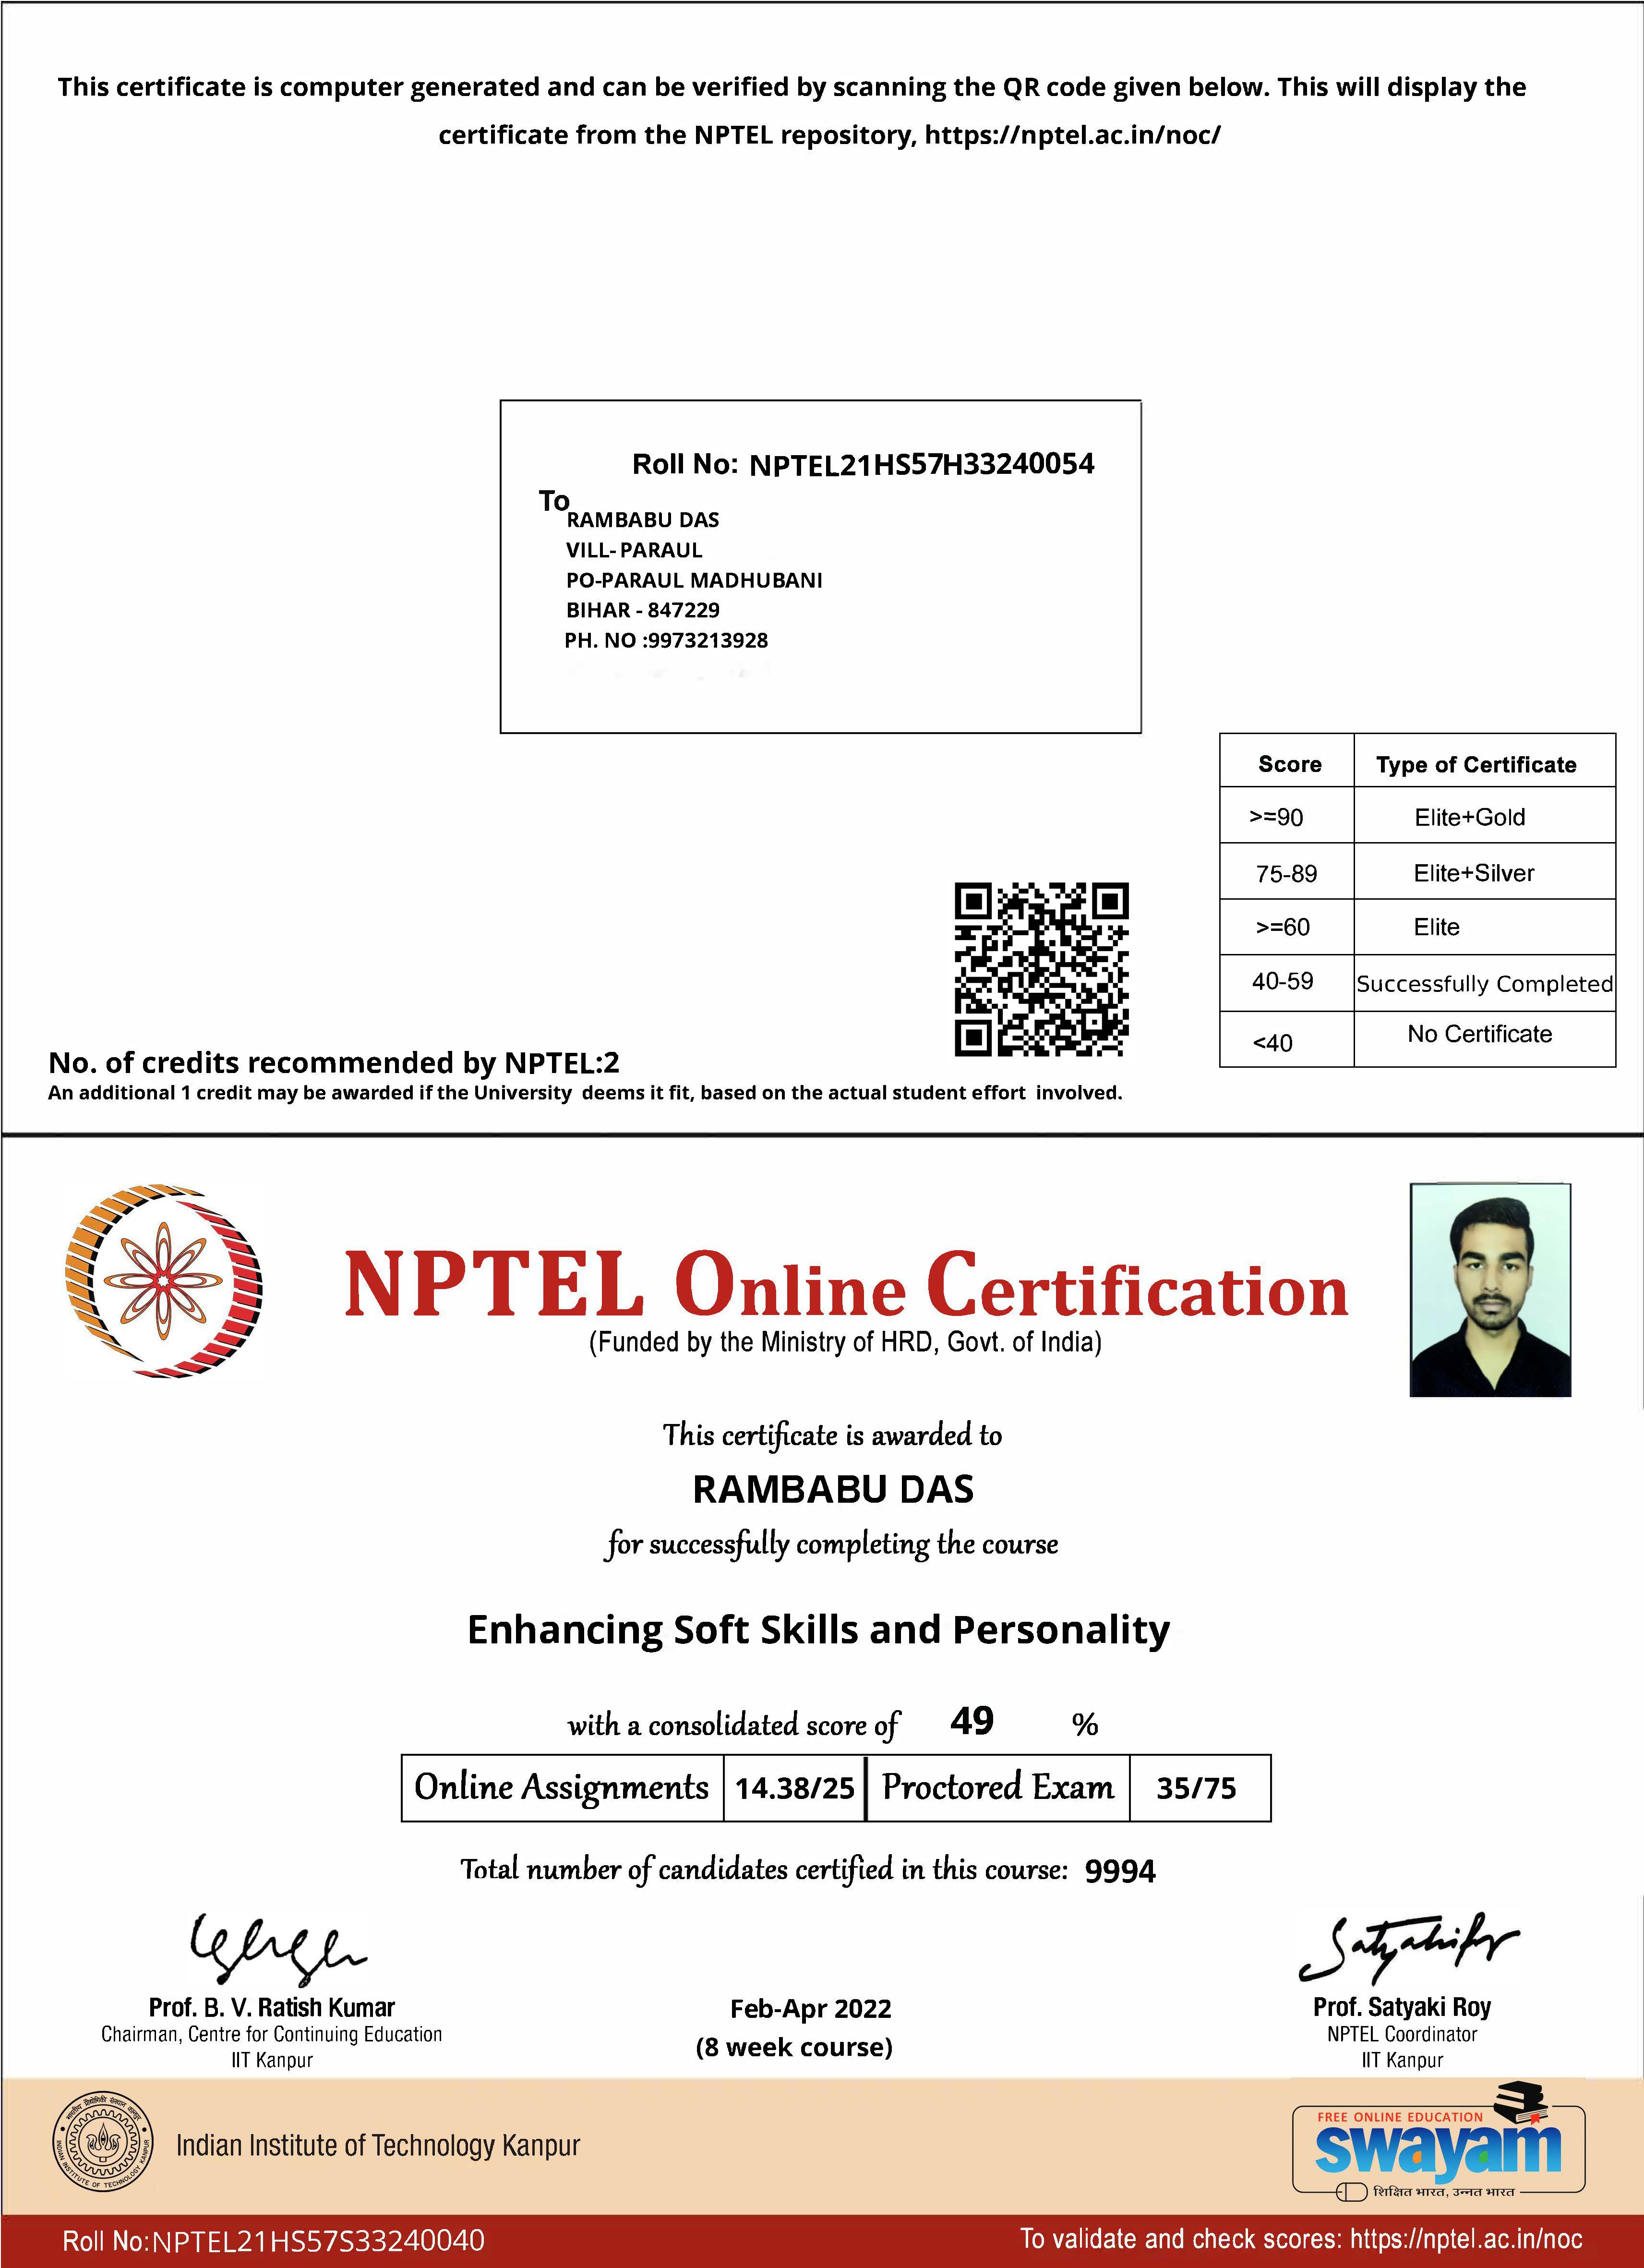 This certificate is computer generated and can be verified by scanning the QR code given below. This will display the
certificate from the NPTEL repository, https://nptel.ac.in/noc/
Roll No: NPTEL21HS57H33240054
To
RAMBABU DAS
VILL- PARAUL
PO-PARAUL MADHUBANI
BIHAR - 847229
PH. NO :9973213928
Score Type of Certificate
>=90 Elite+Gold
75-89 Elite+Silver
>=60 Elite
40-59 Successfully Completed
<40 No Certificate
No. of credits recommended by NPTEL:2
An additional 1 credit may be awarded if the University deems it fit, based on the actual student effort involved.
NPTEL Online Certification
(Funded by the Ministry of HRD, Govt. of India)
This certificate is awarded to
RAMBABU DAS
for successfully completing the course
Enhancing Soft Skills and Personality
with a consolidated score of 49 %
Online Assignments 14.38/25 Proctored Exam 35/75
Total number of candidates certified in this course: 9994
Prof. B. V. Ratish Kumar
Chairman, Centre for Continuing Education
IIT Kanpur
Feb-Apr 2022
(8 week course)
Prof. Satyaki Roy
NPTEL Coordinator
IIT Kanpur
भारतीय प्रौद्योगिकी संस्थान कानपुर
INDIAN INSTITUTE OF TECHNOLOGY KANPUR
Indian Institute of Technology Kanpur
FREE ONLINE EDUCATION
swayam
शिक्षित भारत, उन्नत भारत
Roll No:NPTEL21HS57S33240040
To validate and check scores: https://nptel.ac.in/noc